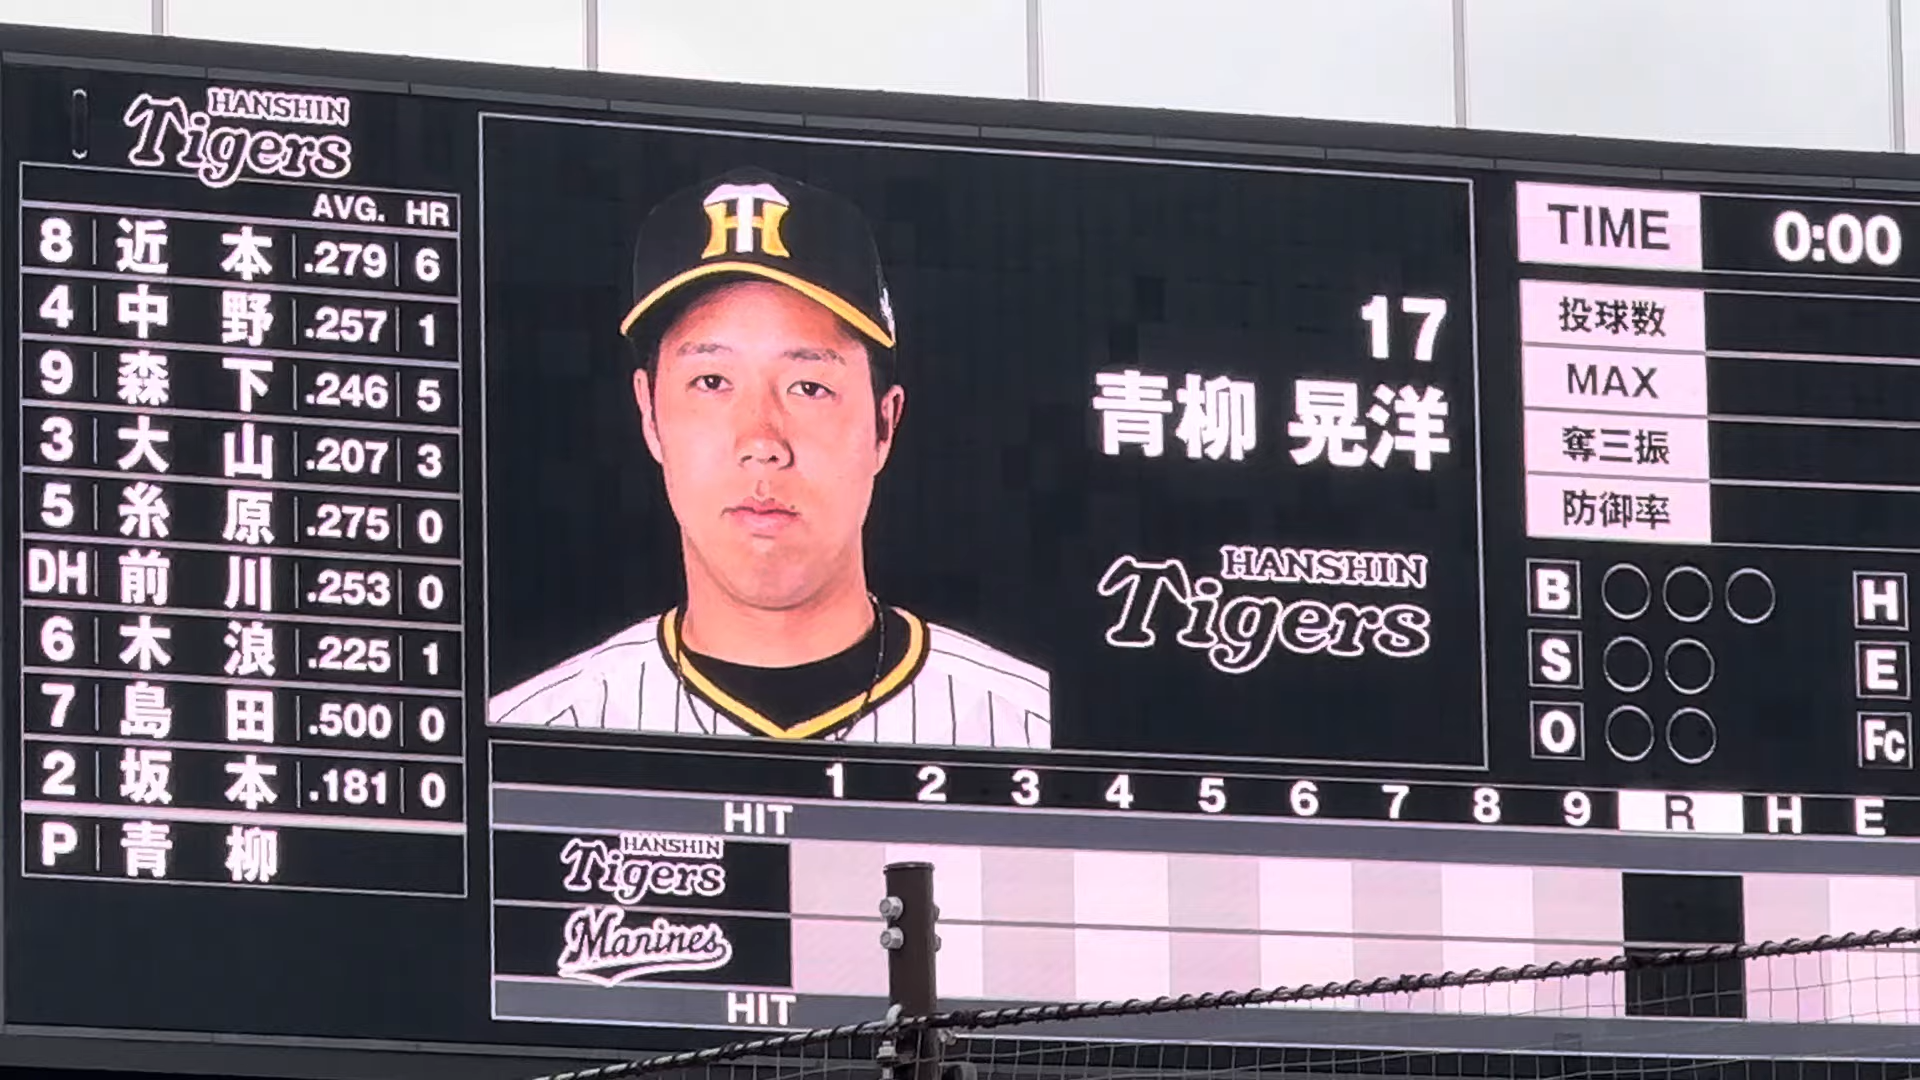 HANSHIN
Tigers
AVG. HR
8 近本 .279 6
4 中野 .257 1
9 森下 .246 5
3 大山 .207 3
5 糸原 .275 0
DH 前川 .253 0
6 木浪 .225 1
7 島田 .500 0
2 坂本 .181 0
P 青柳
17
青柳 晃洋
HANSHIN
Tigers
TIME 0:00
投球数
MAX
奪三振
防御率
B H
S E
O Fc
1 2 3 4 5 6 7 8 9 R H E
HIT
HANSHIN
Tigers
Marines
HIT